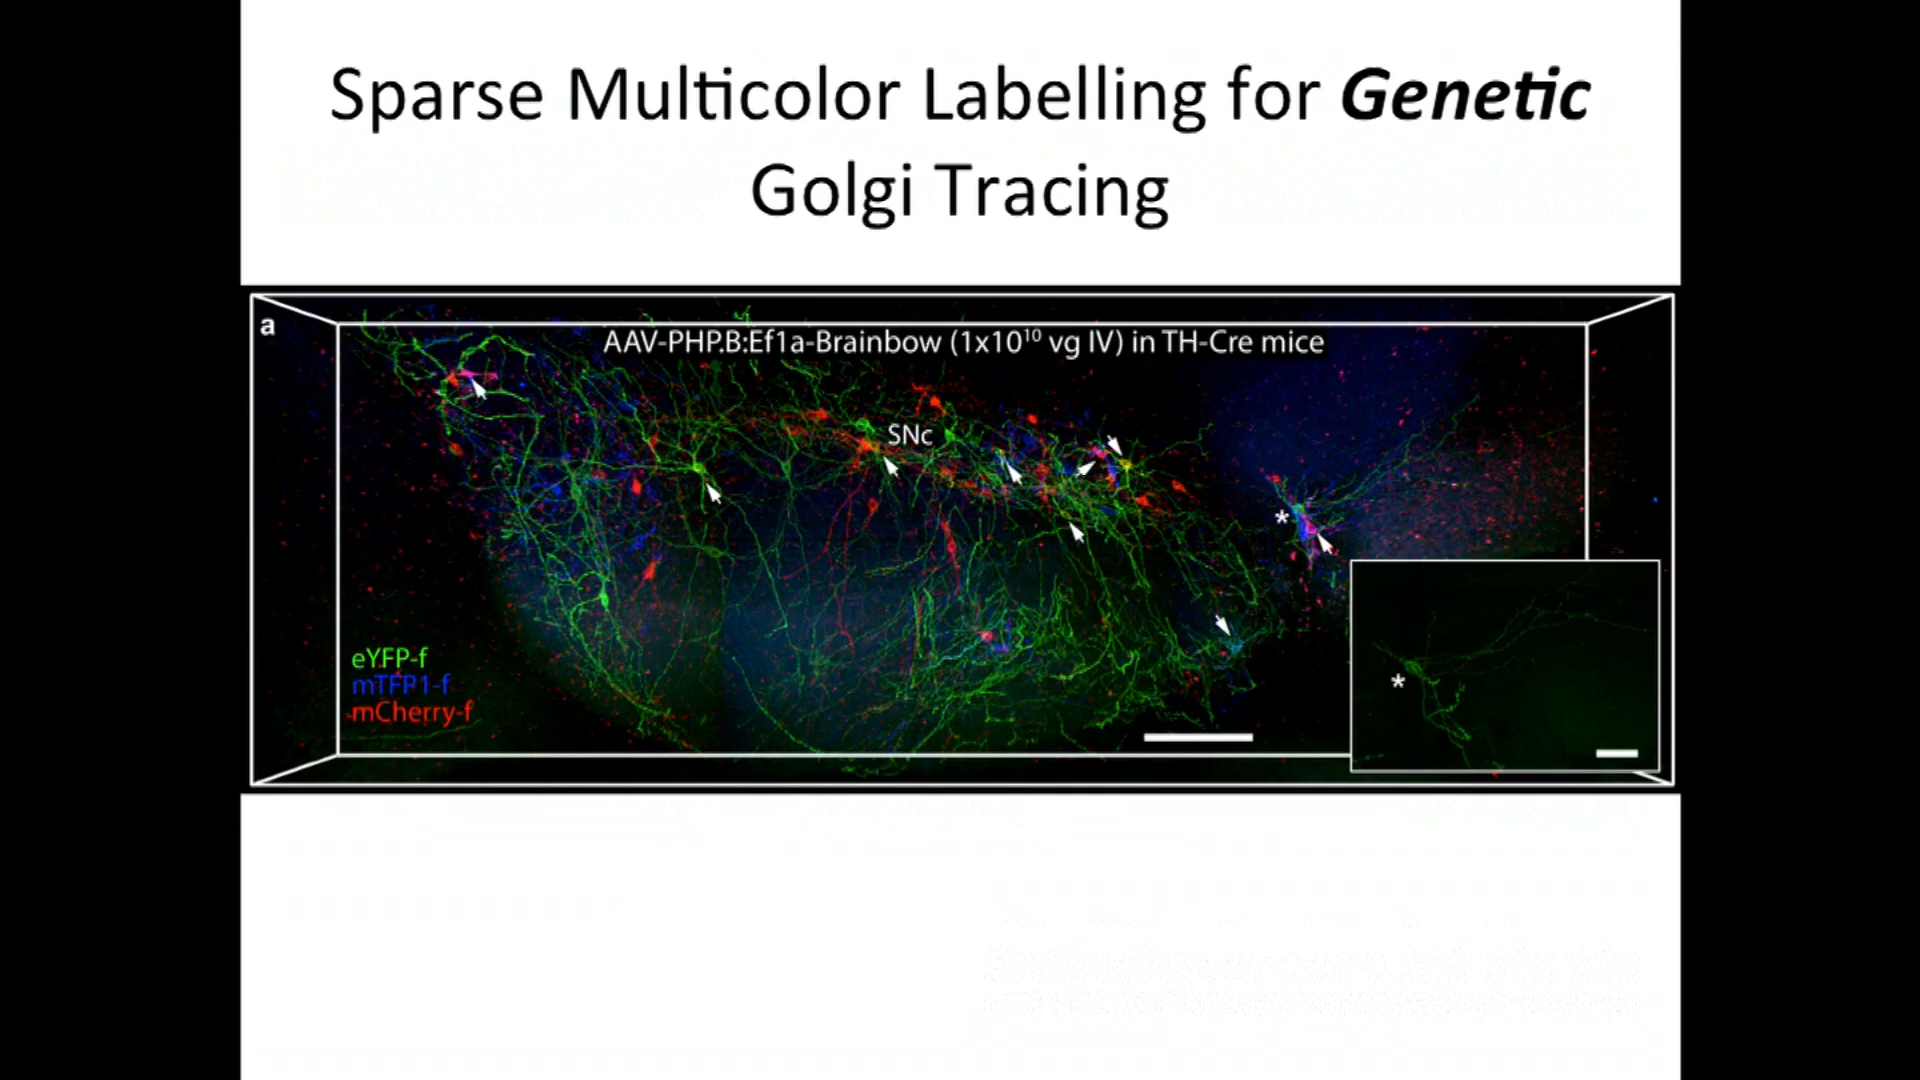 Sparse Multicolor Labelling for Genetic
Golgi Tracing
a
AAV-PHP.B:Ef1a-Brainbow (1x10¹⁰ vg IV) in TH-Cre mice
SNc
*
*
eYFP-f
mTFP1-f
mCherry-f